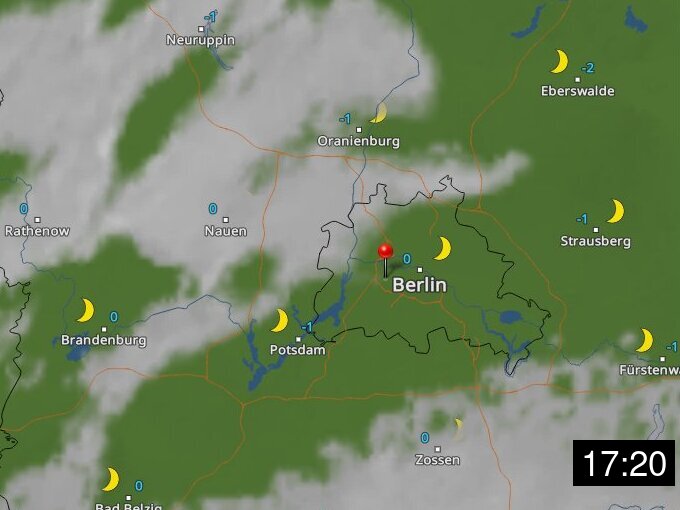 -1
Neuruppin
-2
Eberswalde
-1
Oranienburg
0
Rathenow
0
Nauen
-1
Strausberg
0
Berlin
0
Brandenburg
-1
Potsdam
-1
Fürstenwa
0
Zossen
17:20
0
Bad Belzig